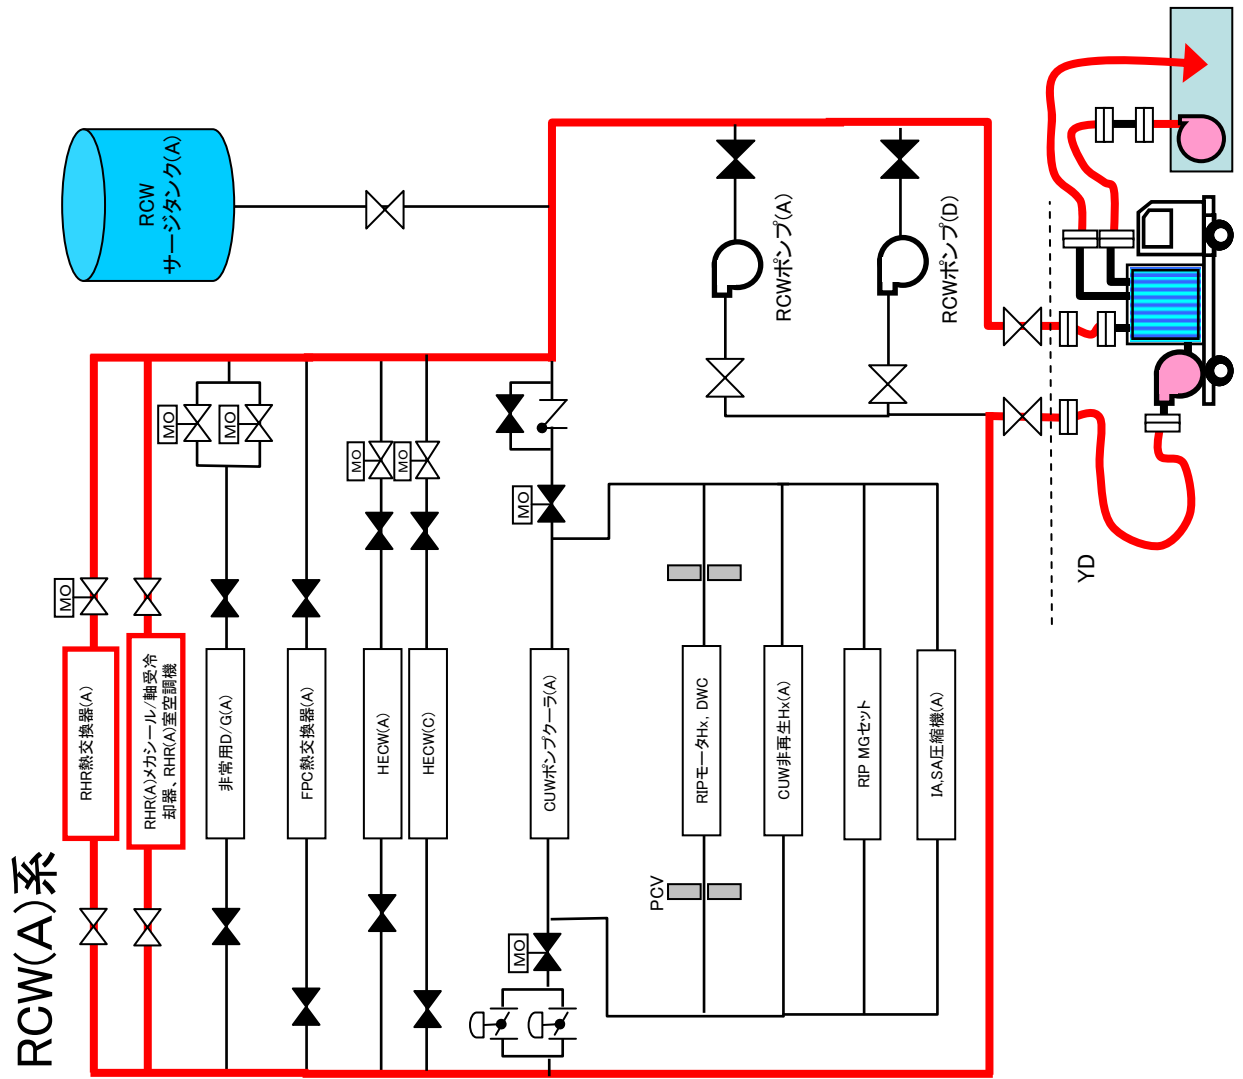 RCW(A)系
RCW
サージタンク(A)
RCWポンプ(A)
RCWポンプ(D)
MO
MO
MO
MO
MO
MO
MO
RHR熱交換器(A)
RHR(A)メカシール/軸受冷
却器、RHR(A)室空調機
非常用D/G(A)
FPC熱交換器(A)
HECW(A)
HECW(C)
CUWポンプクーラ(A)
RIPモータHx, DWC
CUW非再生Hx(A)
RIP MGセット
IA,SA圧縮機(A)
PCV
YD